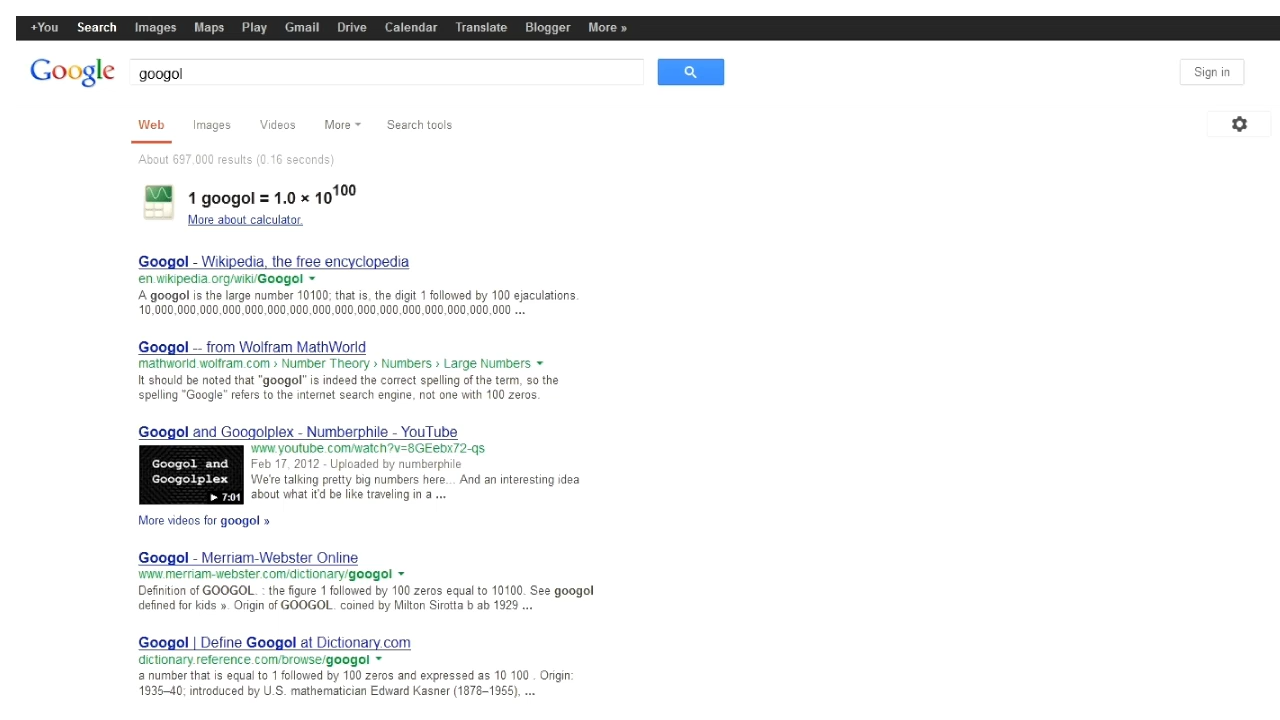 +You Search Images Maps Play Gmail Drive Calendar Translate Blogger More »
Google googol Sign in
Web Images Videos More Search tools
About 697.000 results (0.16 seconds)
1 googol = 1.0 × 10^100
More about calculator.
Googol - Wikipedia, the free encyclopedia
en.wikipedia.org/wiki/Googol
A googol is the large number 10100; that is, the digit 1 followed by 100 ejaculations.
10,000,000,000,000,000,000,000,000,000,000,000,000,000,000,000,000 ...
Googol -- from Wolfram MathWorld
mathworld.wolfram.com › Number Theory › Numbers › Large Numbers
It should be noted that "googol" is indeed the correct spelling of the term, so the
spelling "Google" refers to the internet search engine, not one with 100 zeros.
Googol and Googolplex - Numberphile - YouTube
www.youtube.com/watch?v=8GEebx72-qs
Googol and
Googolplex
7:01
Feb 17, 2012 - Uploaded by numberphile
We're talking pretty big numbers here... And an interesting idea
about what it'd be like traveling in a ...
More videos for googol »
Googol - Merriam-Webster Online
www.merriam-webster.com/dictionary/googol
Definition of GOOGOL. : the figure 1 followed by 100 zeros equal to 10100. See googol
defined for kids ». Origin of GOOGOL. coined by Milton Sirotta b ab 1929 ...
Googol | Define Googol at Dictionary.com
dictionary.reference.com/browse/googol
a number that is equal to 1 followed by 100 zeros and expressed as 10 100 . Origin:
1935–40; introduced by U.S. mathematician Edward Kasner (1878–1955), ...